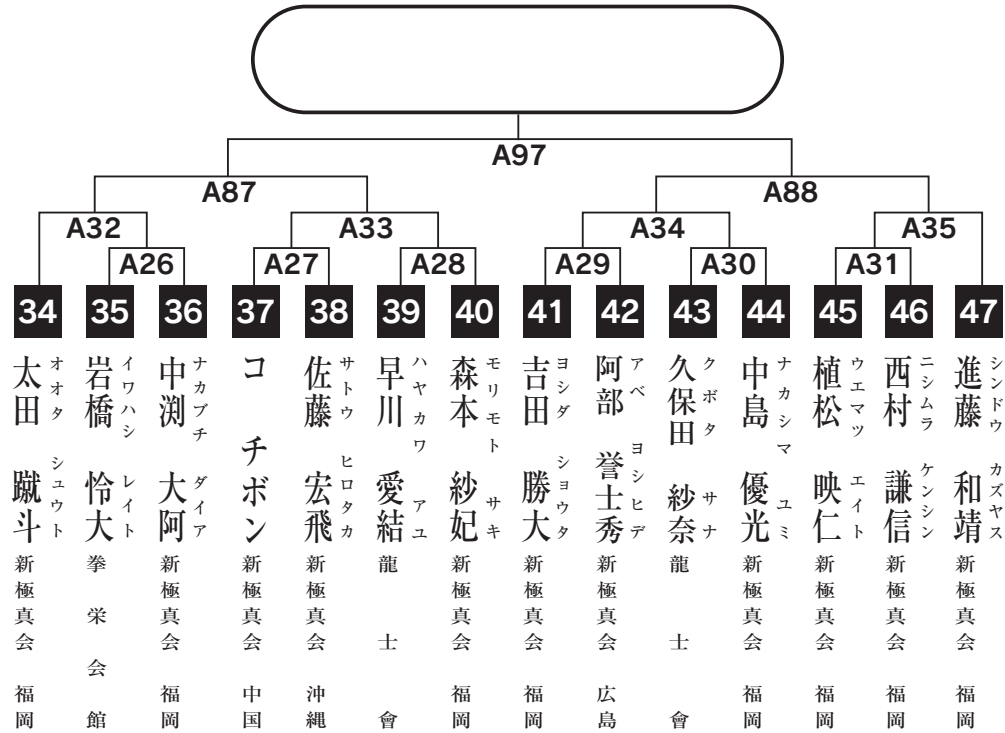 A97
A87
A88
A32
A33
A34
A35
A26
A27
A28
A29
A30
A31
34
35
36
37
38
39
40
41
42
43
44
45
46
47
太田 蹴斗
オオタ シュウト
新極真会 福岡
岩橋 怜大
イワハシ レイト
拳栄会館
中渕 大阿
ナカブチ ダイア
新極真会 福岡
コ チボン
新極真会 中国
佐藤 宏飛
サトウ ヒロタカ
新極真会 沖縄
早川 愛結
ハヤカワ アユ
龍士會
森本 紗妃
モリモト サキ
新極真会 福岡
吉田 勝大
ヨシダ ショウタ
新極真会 福岡
阿部 誉士秀
アベ ヨシヒデ
新極真会 広島
久保田 紗奈
クボタ サナ
龍士會
中島 優光
ナカシマ ユミ
新極真会 福岡
植松 映仁
ウエマツ エイト
新極真会 福岡
西村 謙信
ニシムラ ケンシン
新極真会 福岡
進藤 和靖
シンドウ カズヤス
新極真会 福岡